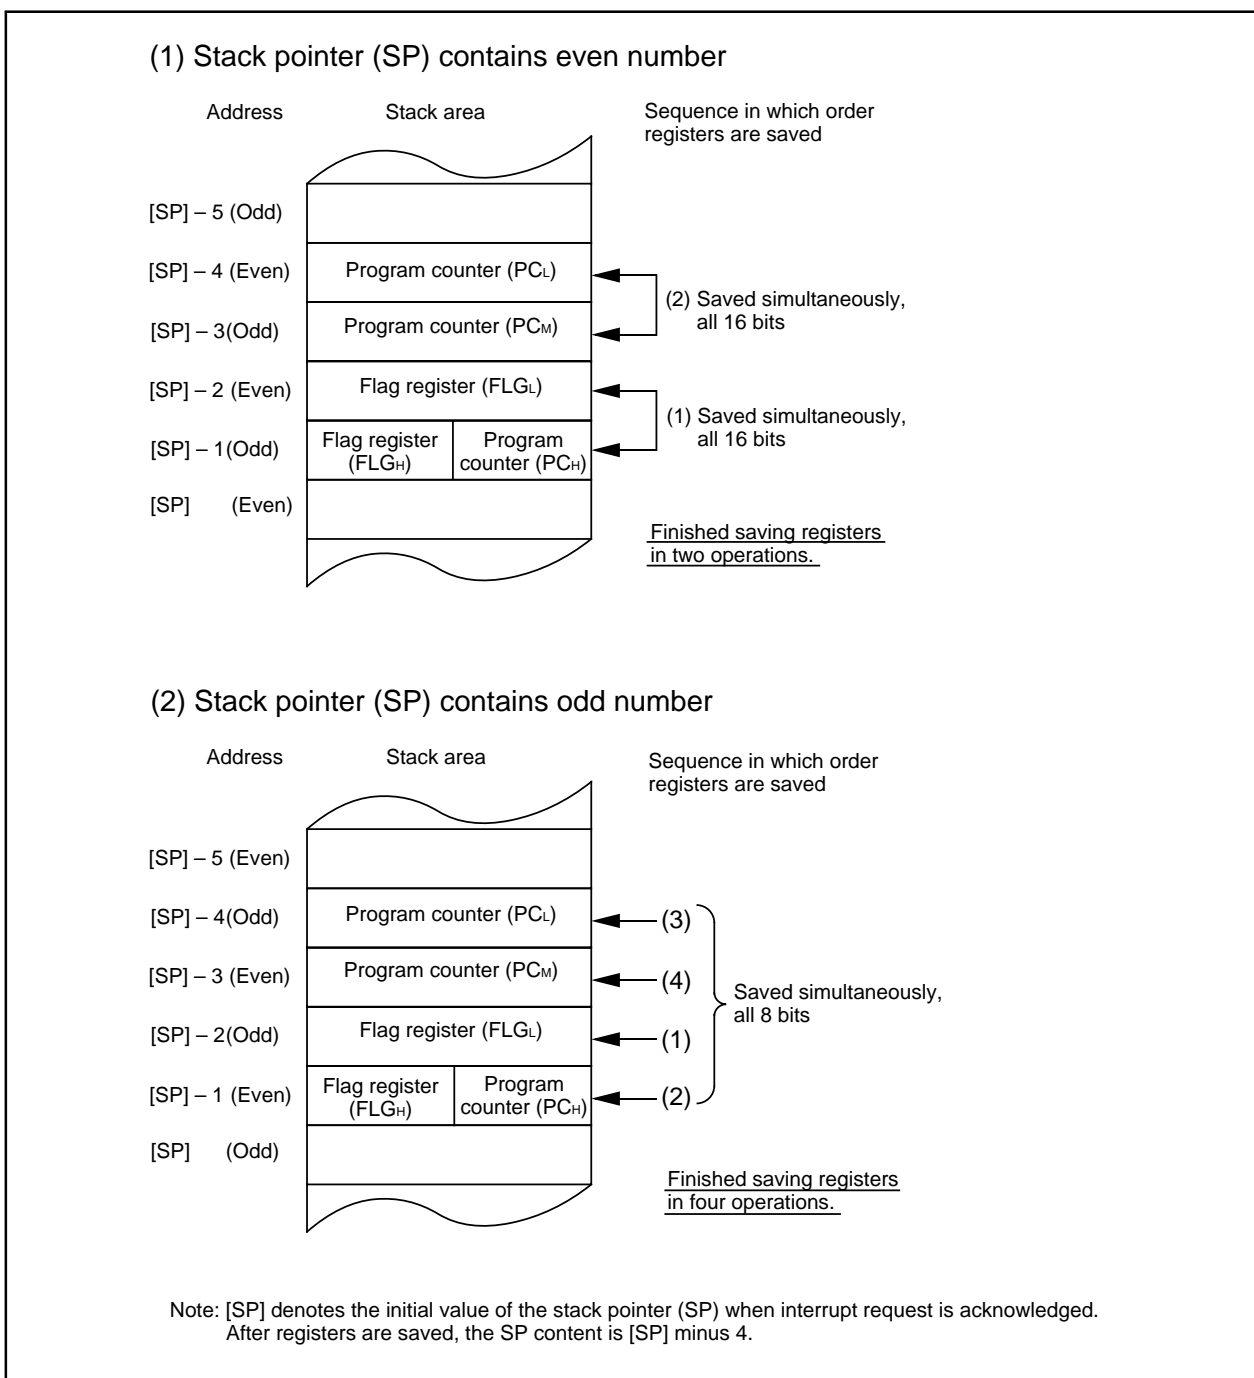 (1) Stack pointer (SP) contains even number
Address Stack area Sequence in which order
registers are saved
[SP] – 5 (Odd)
[SP] – 4 (Even) Program counter (PCL)
(2) Saved simultaneously,
all 16 bits
[SP] – 3(Odd) Program counter (PCM)
[SP] – 2 (Even) Flag register (FLGL)
(1) Saved simultaneously,
all 16 bits
[SP] – 1(Odd) Flag register Program
(FLGH) counter (PCH)
[SP] (Even)
Finished saving registers
in two operations.
(2) Stack pointer (SP) contains odd number
Address Stack area Sequence in which order
registers are saved
[SP] – 5 (Even)
[SP] – 4(Odd) Program counter (PCL) (3)
[SP] – 3 (Even) Program counter (PCM) (4)
Saved simultaneously,
all 8 bits
[SP] – 2(Odd) Flag register (FLGL) (1)
[SP] – 1 (Even) Flag register Program (2)
(FLGH) counter (PCH)
[SP] (Odd)
Finished saving registers
in four operations.
Note: [SP] denotes the initial value of the stack pointer (SP) when interrupt request is acknowledged.
After registers are saved, the SP content is [SP] minus 4.